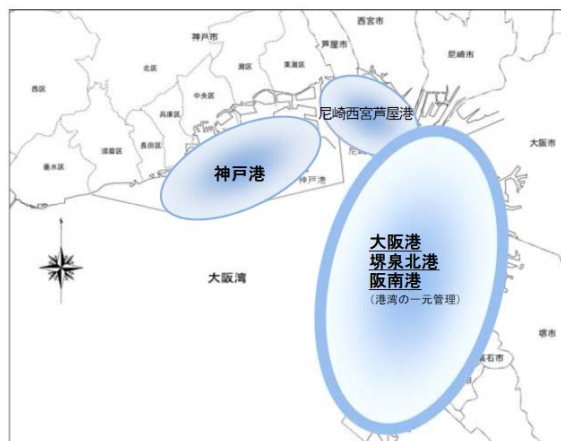 西宮市
神戸市
芦屋市
尼崎市
北区
灘区
東灘区
西区
中央区
兵庫区
尼崎西宮芦屋港
長田区
須磨区
大阪市
垂水区
神戸港
神戸港
大阪港
堺泉北港
阪南港
(港湾の一元管理)
大阪湾
堺市
高石市